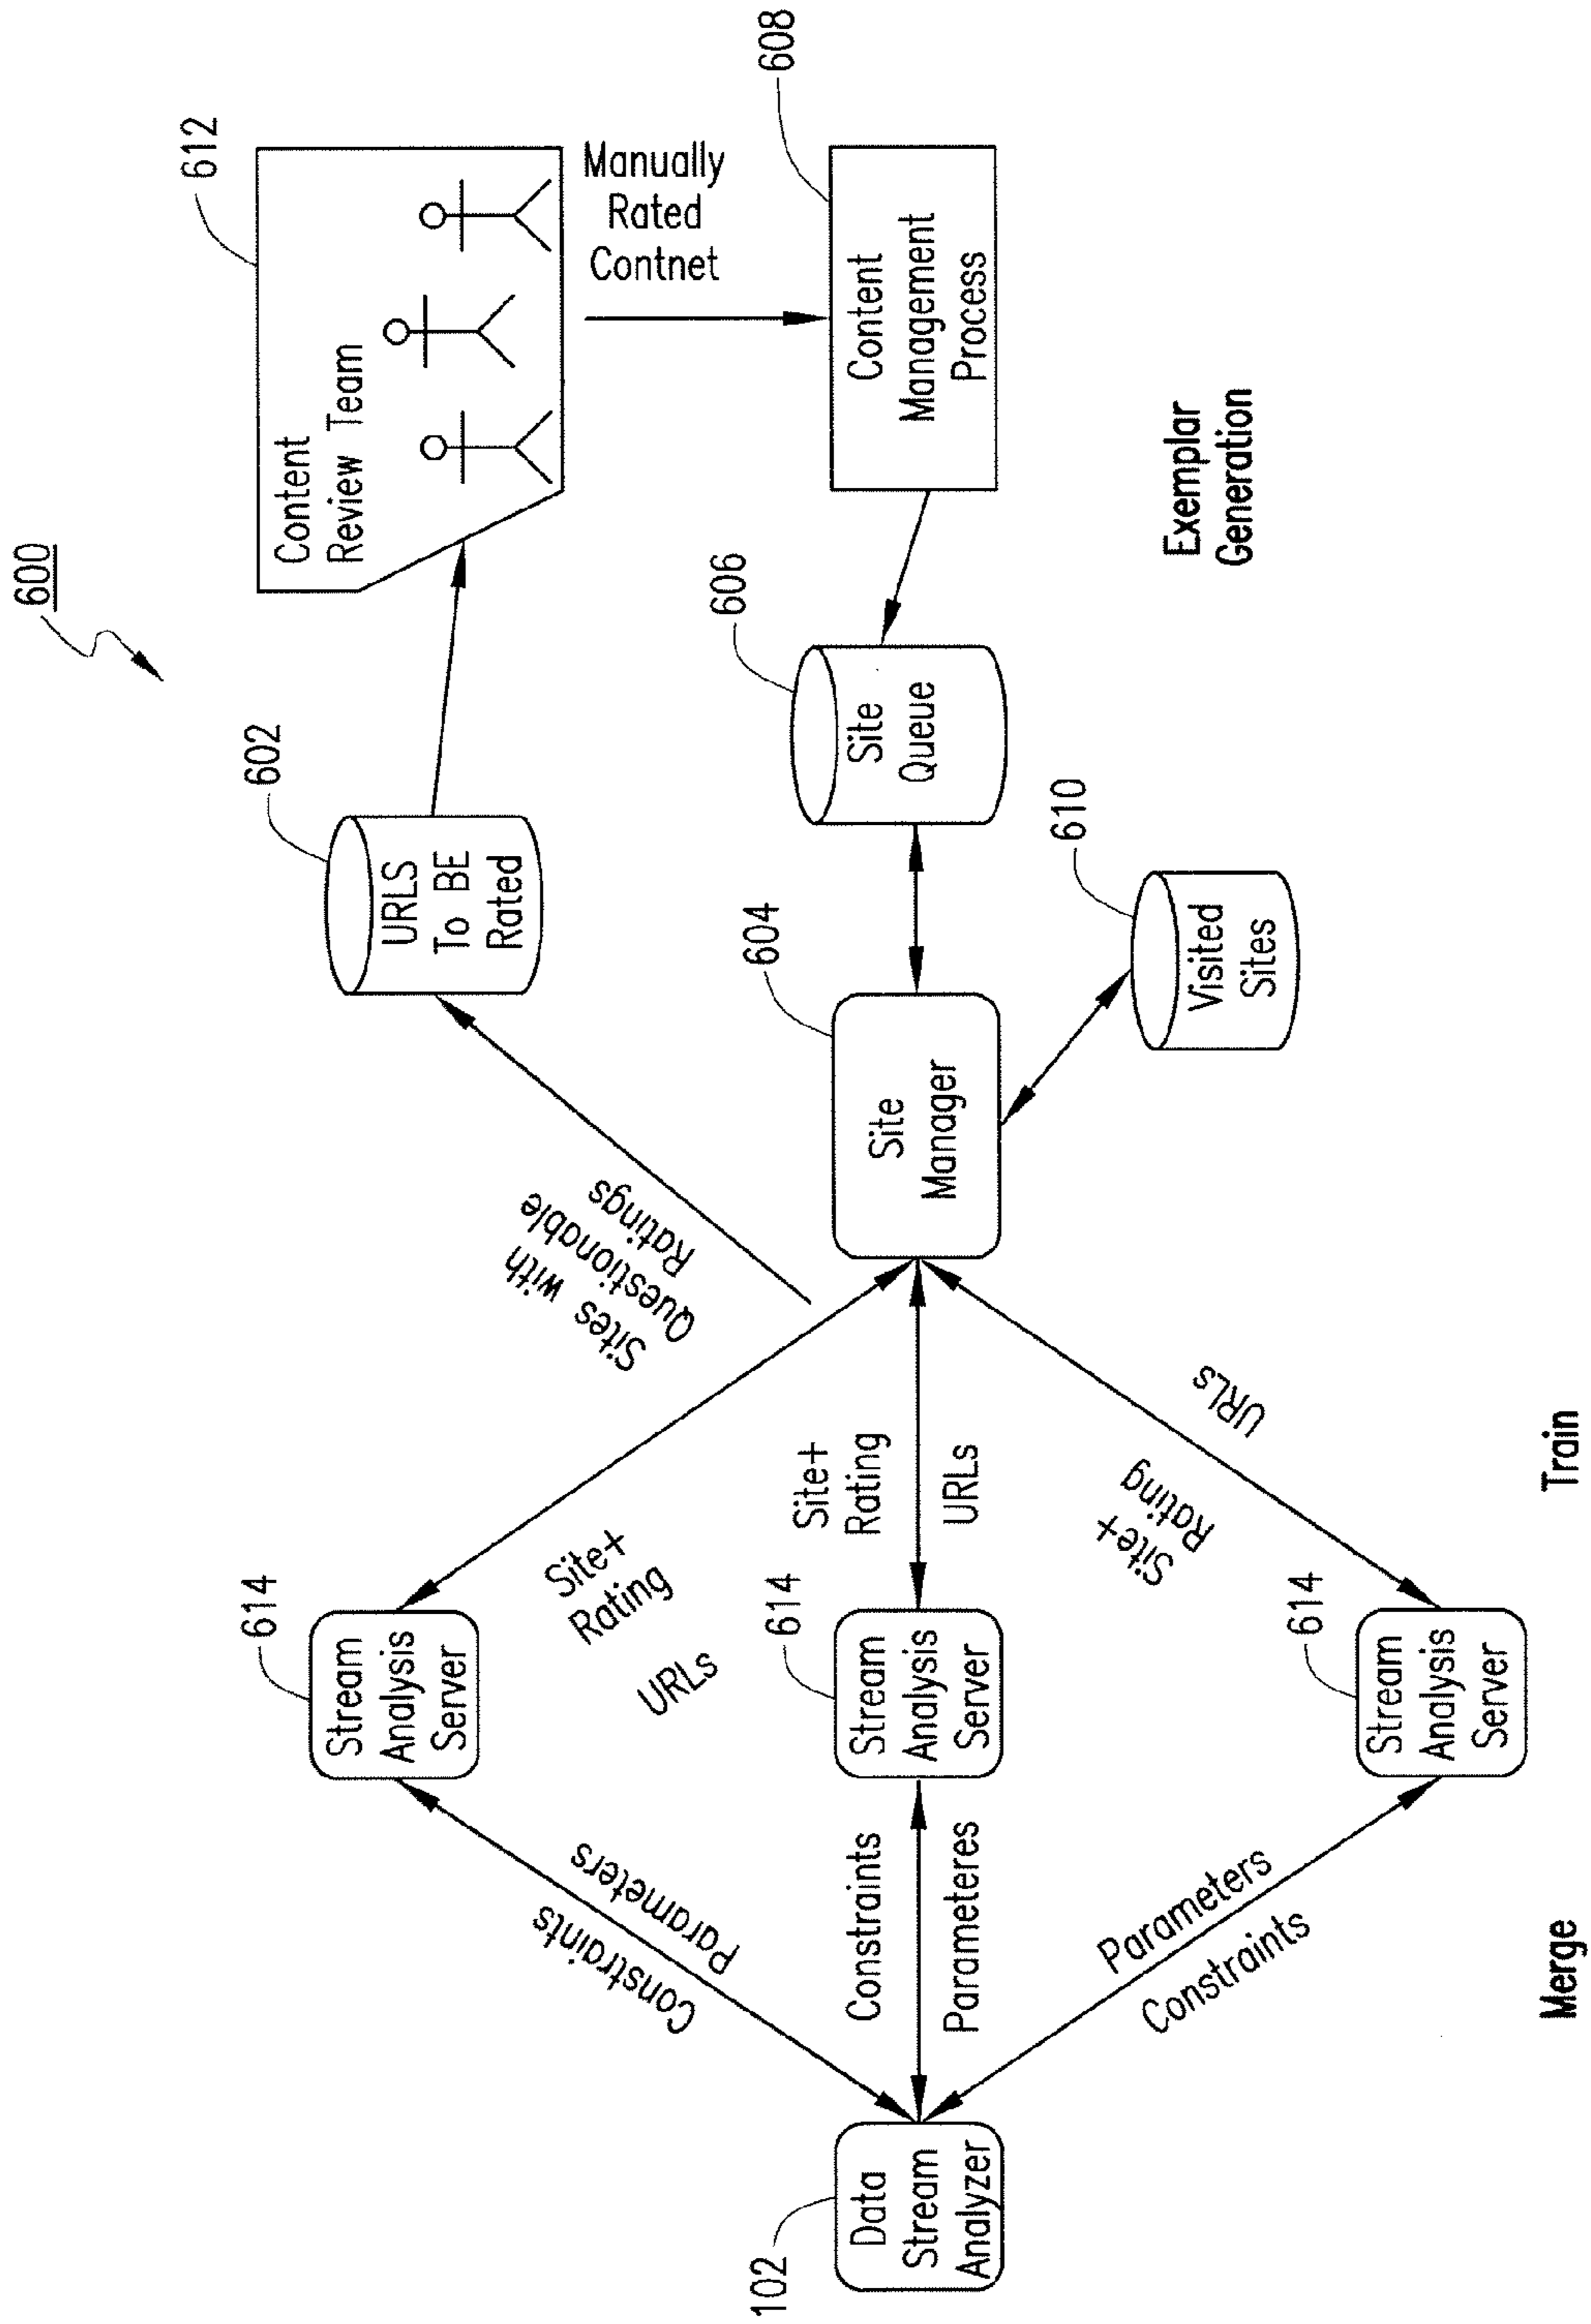 600
612
Content
Review Team
602
URLS
To BE
Rated
Manually
Rated
Contnet
608
Content
Management
Process
606
Site
Queue
604
Site
Manager
610
Visited
Sites
Sites with
Questionable
Ratings
614
Stream
Analysis
Server
Site+
Rating
URLs
614
Stream
Analysis
Server
Site+
Rating
URLs
614
Stream
Analysis
Server
Site+
Rating
URLs
Constraints
Parameters
Constraints
Parameteres
Parameters
Constraints
102
Data
Stream
Analyzer
Merge
Train
Exemplar
Generation